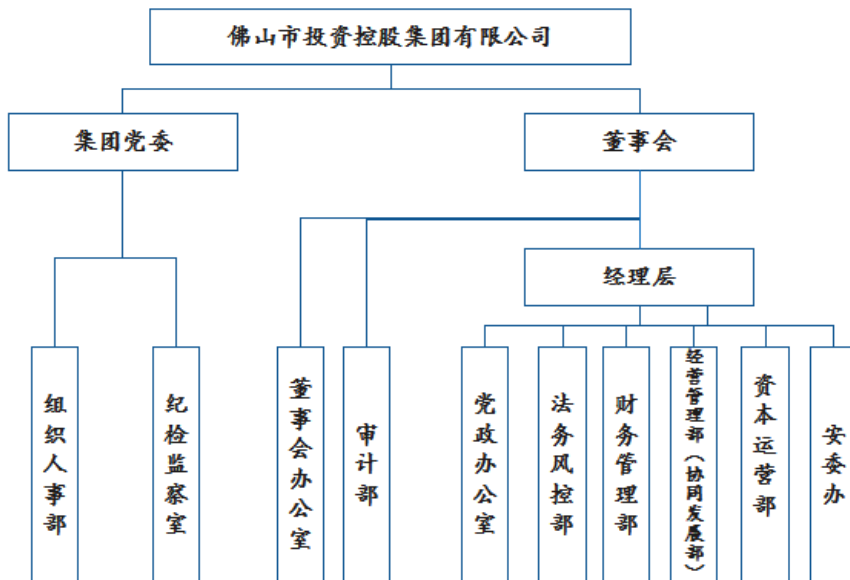 佛山市投资控股集团有限公司
集团党委
董事会
经理层
组织人事部
纪检监察室
董事会办公室
审计部
党政办公室
法务风控部
财务管理部
经营管理部（协同发展部）
资本运营部
安委办